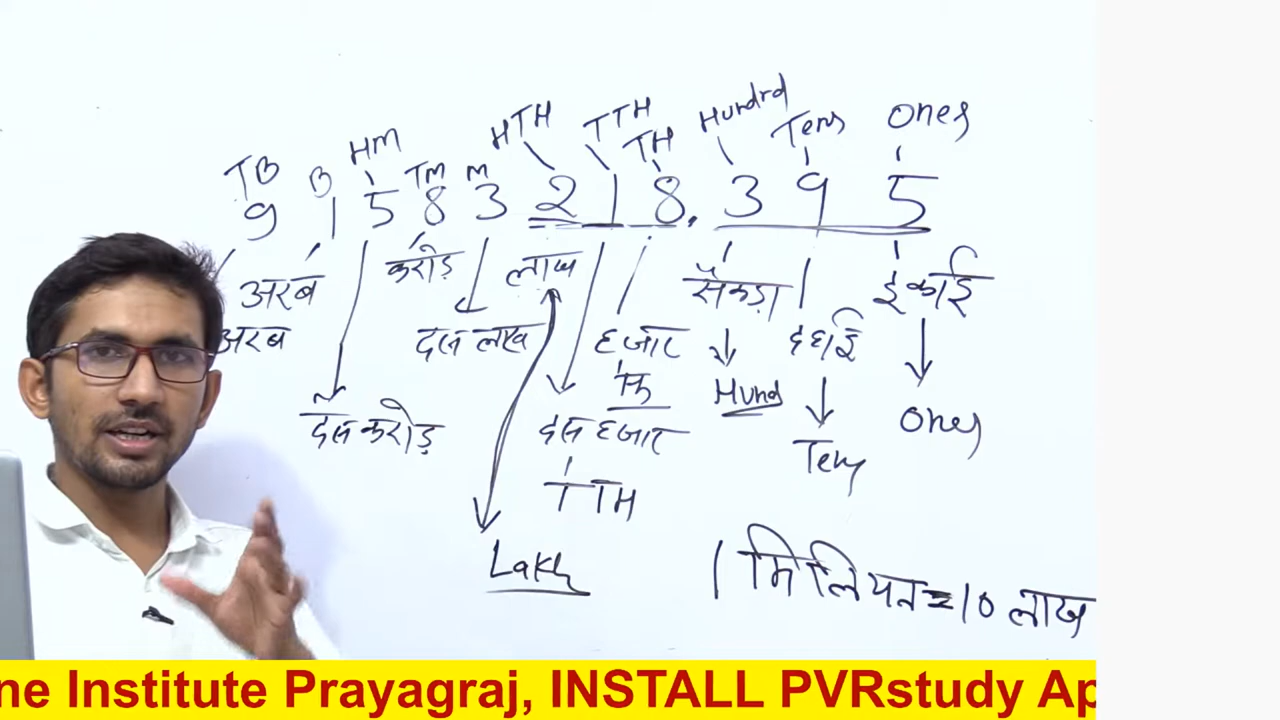 HTH TTH Hundrd Tens Ones
TB B HM TM M TH
9 1 5 8 3 2 1 8, 3 9 5
अरब करोड़ लाख सैकड़ा इकाई
अरब दस लाख हजार दहाई
दस करोड़ दस हजार Hund Ones
Tens
T TH
Lakh
1 मिलियन = 10 लाख
ne Institute Prayagraj, INSTALL PVRstudy Ap